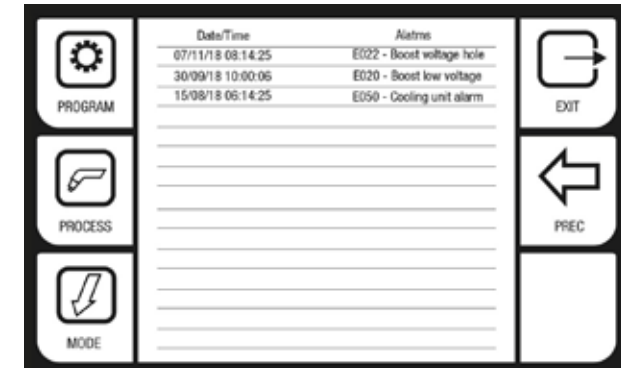 Date/Time Alatms
07/11/18 08:14:25 E022 - Boost voltage hole
30/09/18 10:00:06 E020 - Boost low voltage
15/08/18 06:14:25 E050 - Cooling unit alarm
PROGRAM
PROCESS
MODE
EXIT
PREC